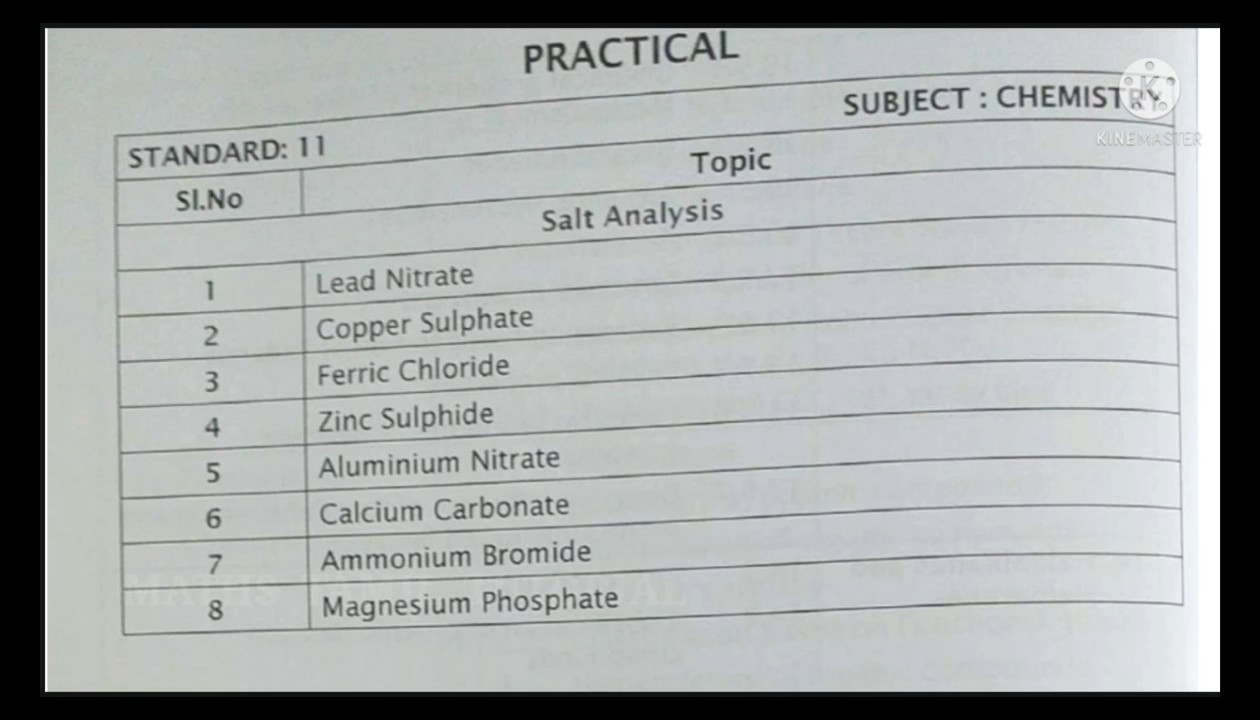 PRACTICAL
STANDARD: 11 SUBJECT : CHEMISTRY
Sl.No Topic
Salt Analysis
1 Lead Nitrate
2 Copper Sulphate
3 Ferric Chloride
4 Zinc Sulphide
5 Aluminium Nitrate
6 Calcium Carbonate
7 Ammonium Bromide
8 Magnesium Phosphate
K
KINEMASTER